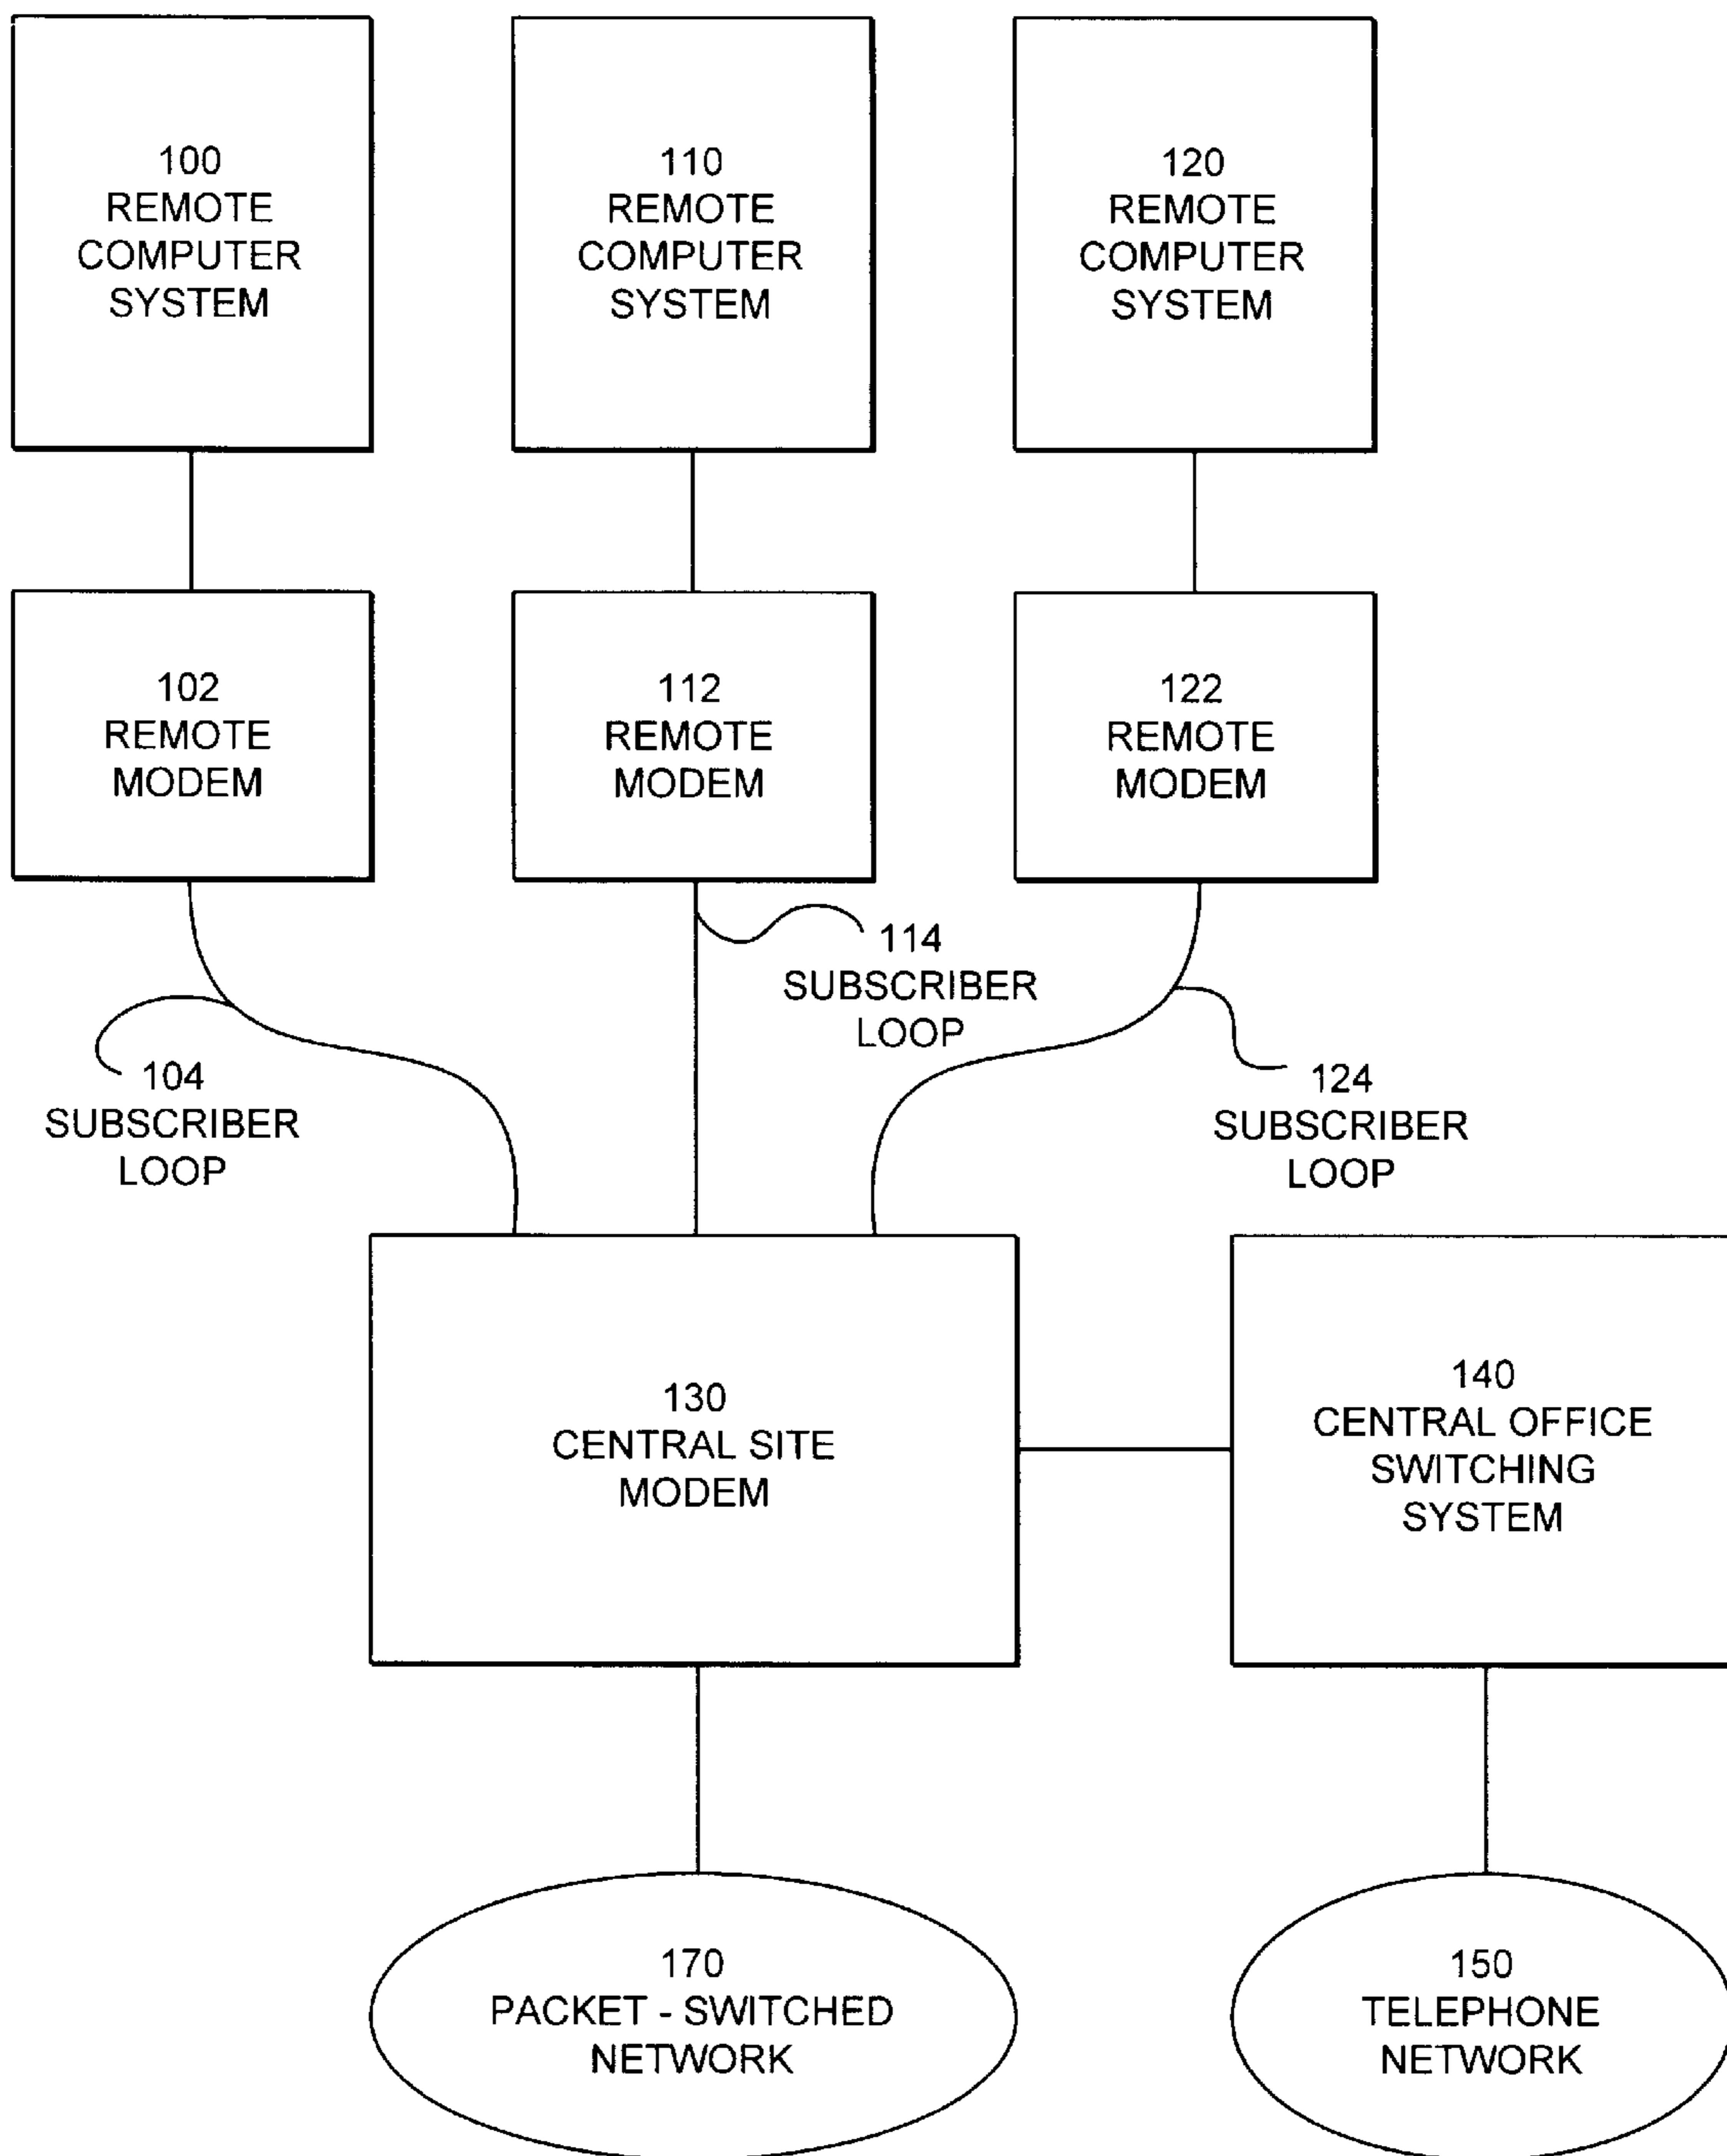 100
REMOTE
COMPUTER
SYSTEM
110
REMOTE
COMPUTER
SYSTEM
120
REMOTE
COMPUTER
SYSTEM
102
REMOTE
MODEM
112
REMOTE
MODEM
122
REMOTE
MODEM
114
SUBSCRIBER
LOOP
104
SUBSCRIBER
LOOP
124
SUBSCRIBER
LOOP
130
CENTRAL SITE
MODEM
140
CENTRAL OFFICE
SWITCHING
SYSTEM
170
PACKET - SWITCHED
NETWORK
150
TELEPHONE
NETWORK